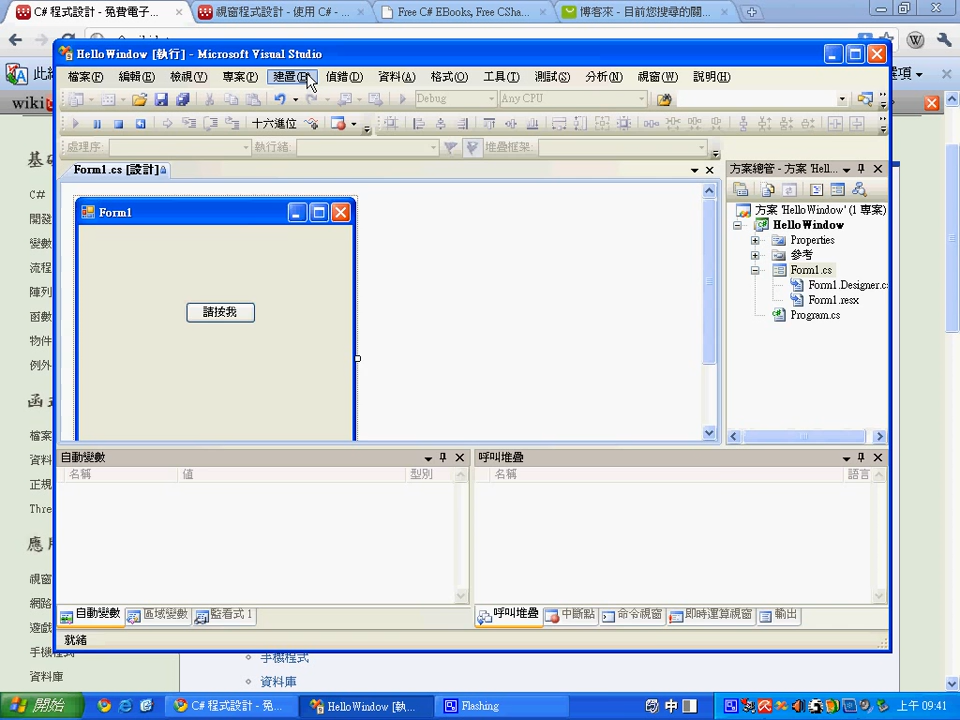 C# 程式設計 - 免費電子...
視窗程式設計 - 使用 C# - ...
Free C# EBooks, Free CSha...
博客來 - 目前您搜尋的關...
HelloWindow [執行] - Microsoft Visual Studio
此紀
選項
檔案(F) 編輯(E) 檢視(V) 專案(P) 建置(B) 偵錯(D) 資料(A) 格式(O) 工具(T) 測試(S) 分析(N) 視窗(W) 說明(H)
Debug Any CPU
wiki
十六進位
處理序: 執行緒: 堆疊框架:
Form1.cs [設計]
方案總管 - 方案 'Hell...
Form1
請按我
方案 'HelloWindow' (1 專案)
HelloWindow
Properties
參考
Form1.cs
Form1.Designer.cs
Form1.resx
Program.cs
基
C#
開發
變數
流程
陣列
函數
物件
例外
函式
檔案
資料
正規
Thre
應用
視窗
網路
遊戲
手機程式
資料庫
自動變數
名稱 值 型別
呼叫堆疊
名稱 語言
自動變數 區域變數 監看式 1
呼叫堆疊 中斷點 命令視窗 即時運算視窗 輸出
就緒
手機程式
資料庫
開始
C# 程式設計 - 免...
HelloWindow [執...
Flashing
中
上午 09:41